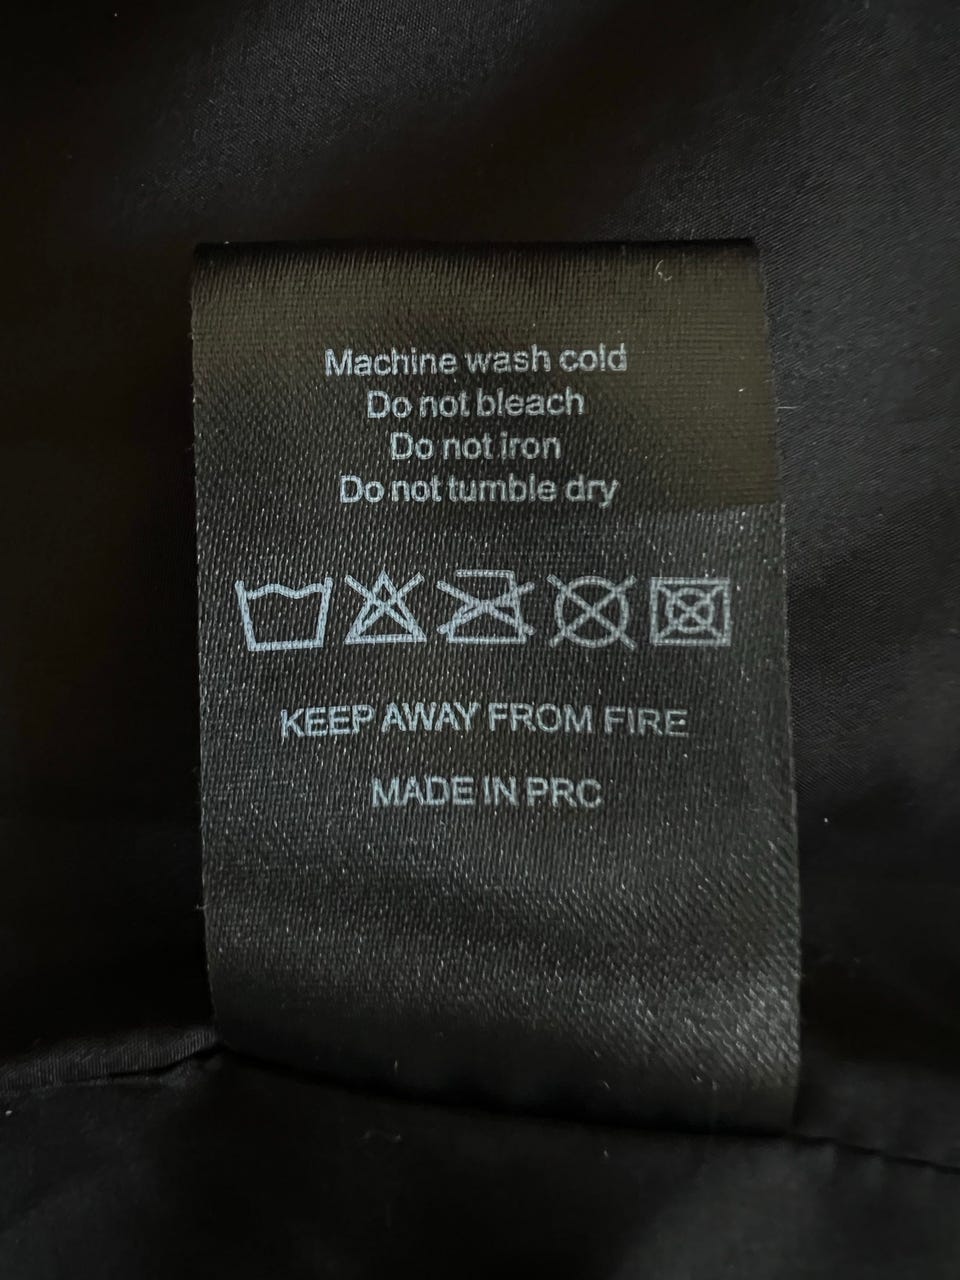 Machine wash cold
Do not bleach
Do not iron
Do not tumble dry
KEEP AWAY FROM FIRE
MADE IN PRC